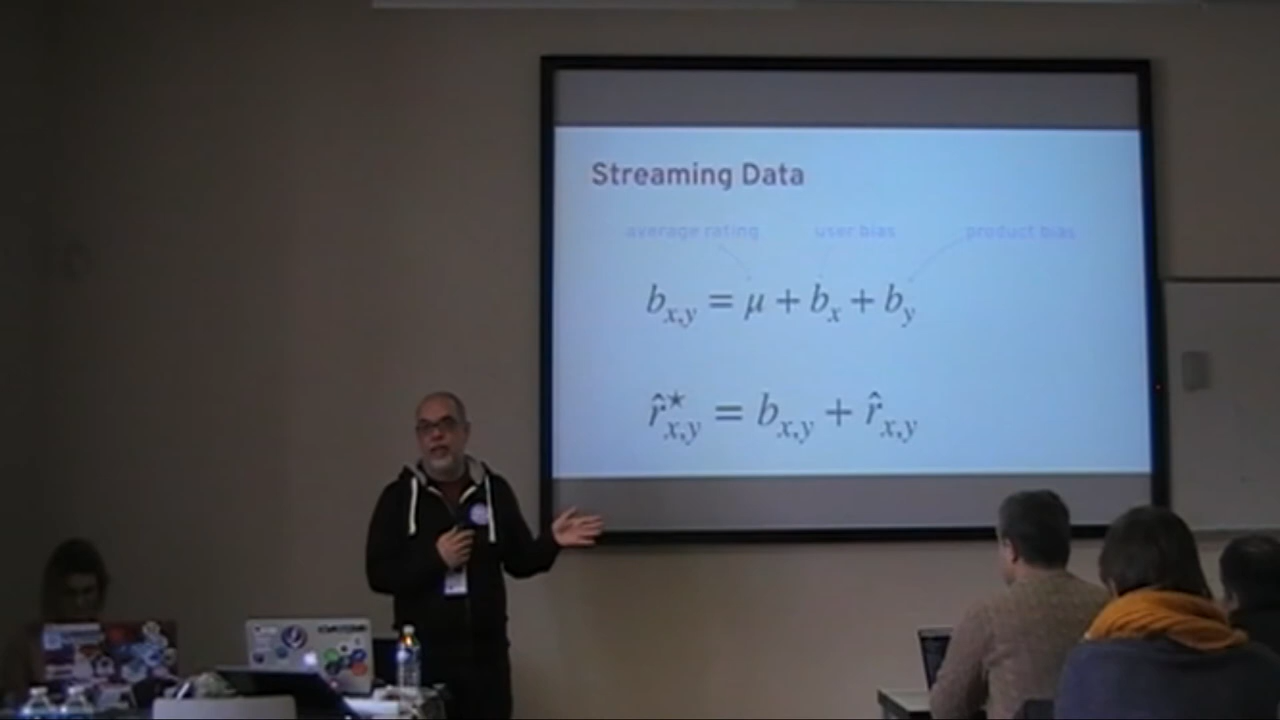 Streaming Data
average rating user bias product bias
b_{x,y} = μ + b_x + b_y
r̂*_{x,y} = b_{x,y} + r̂_{x,y}